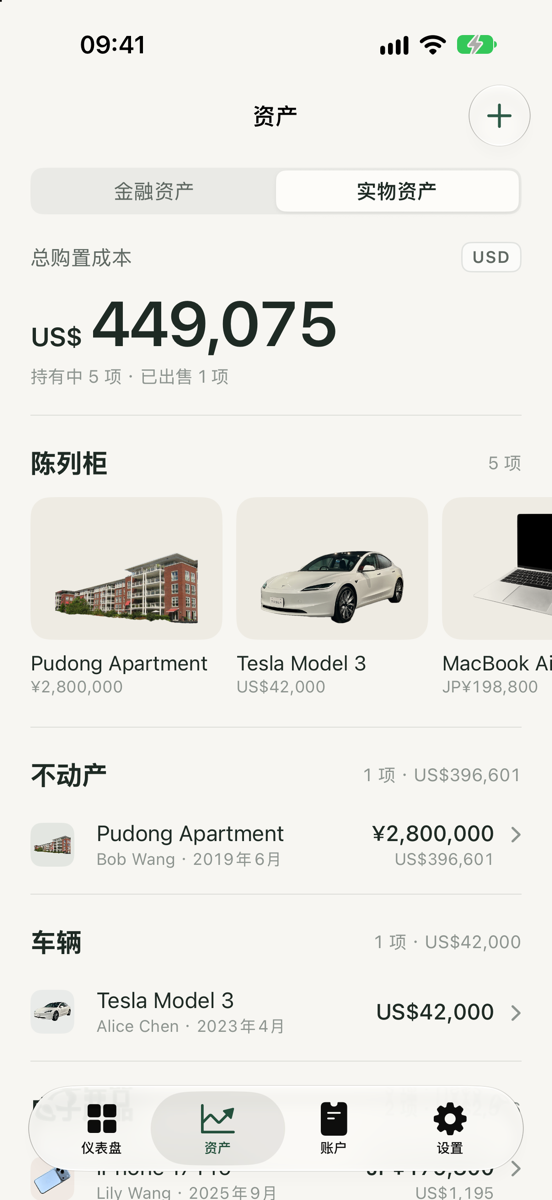 09:41
资产
金融资产
实物资产
总购置成本
USD
US$ 449,075
持有中 5 项 · 已出售 1 项
陈列柜
5 项
Pudong Apartment
¥2,800,000
Tesla Model 3
US$42,000
MacBook Ai
JP¥198,800
不动产
1 项 · US$396,601
Pudong Apartment
¥2,800,000
Bob Wang · 2019年6月
US$396,601
车辆
1 项 · US$42,000
Tesla Model 3
US$42,000
Alice Chen · 2023年4月
仪表盘
资产
账户
设置
iPhone 17 Pro
Lily Wang · 2025年9月
US$1,195